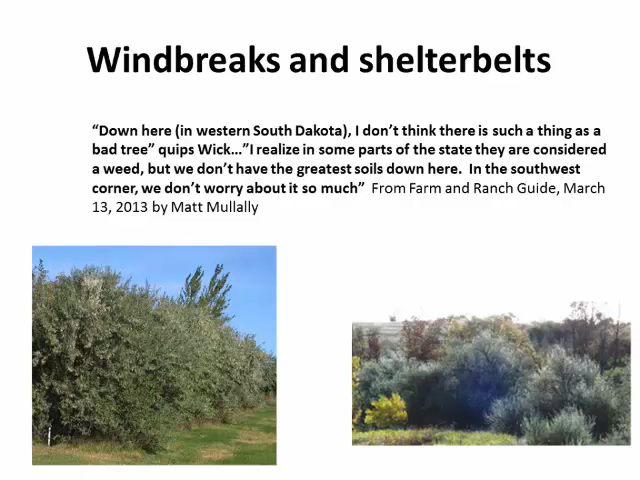 Windbreaks and shelterbelts
“Down here (in western South Dakota), I don’t think there is such a thing as a
bad tree” quips Wick…”I realize in some parts of the state they are considered
a weed, but we don’t have the greatest soils down here.  In the southwest
corner, we don’t worry about it so much”  From Farm and Ranch Guide, March
13, 2013 by Matt Mullally